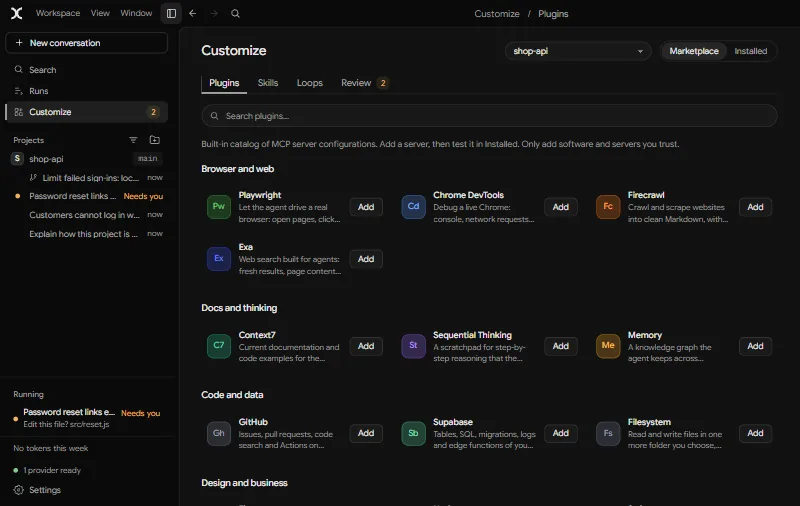 Workspace View Window
Customize / Plugins
+ New conversation
Search
Runs
Customize 2
Projects
S shop-api main
Limit failed sign-ins: loc... now
Password reset links ... Needs you
Customers cannot log in w... now
Explain how this project is ... now
Running
Password reset links e... Needs you
Edit this file? src/reset.js
No tokens this week
1 provider ready
Settings
Customize
shop-api
Marketplace Installed
Plugins Skills Loops Review 2
Search plugins...
Built-in catalog of MCP server configurations. Add a server, then test it in Installed. Only add software and servers you trust.
Browser and web
Pw
Playwright
Let the agent drive a real
browser: open pages, click...
Add
Cd
Chrome DevTools
Debug a live Chrome:
console, network requests...
Add
Fc
Firecrawl
Crawl and scrape websites
into clean Markdown, with...
Add
Ex
Exa
Web search built for agents:
fresh results, page content...
Add
Docs and thinking
C7
Context7
Current documentation and
code examples for the...
Add
St
Sequential Thinking
A scratchpad for step-by-
step reasoning that the...
Add
Me
Memory
A knowledge graph the
agent keeps across...
Add
Code and data
Gh
GitHub
Issues, pull requests, code
search and Actions on...
Add
Sb
Supabase
Tables, SQL, migrations, logs
and edge functions of you...
Add
Fs
Filesystem
Read and write files in one
more folder you choose,...
Add
Design and business